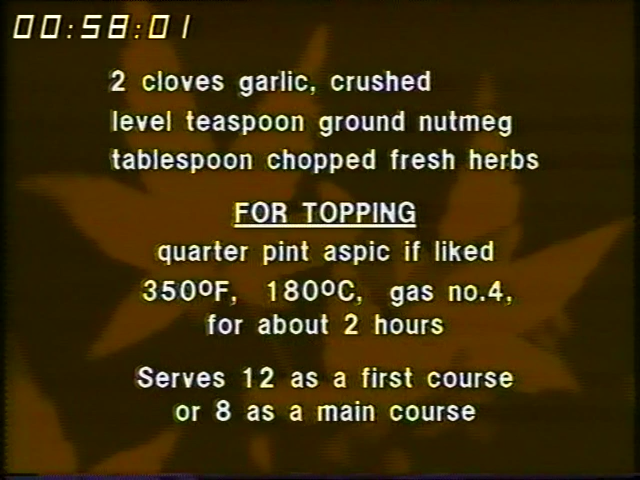 00:58:01
2 cloves garlic, crushed
level teaspoon ground nutmeg
tablespoon chopped fresh herbs
FOR TOPPING
quarter pint aspic if liked
350ºF, 180ºC, gas no.4,
for about 2 hours
Serves 12 as a first course
or 8 as a main course